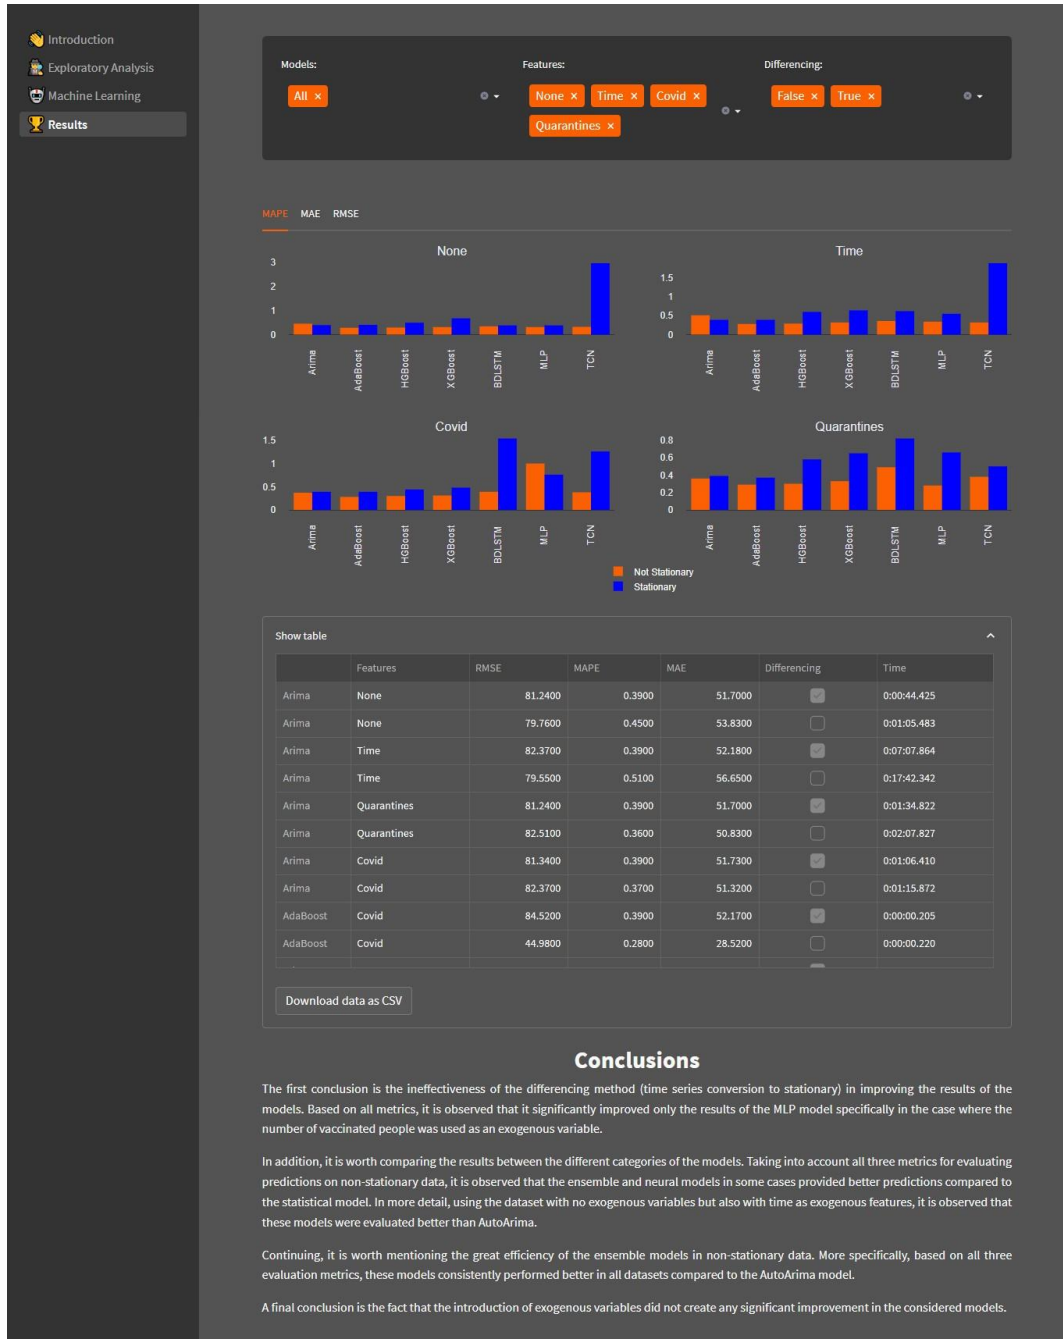 Introduction
Exploratory Analysis
Machine Learning
Results
Models:
Features:
Differencing:
All ×
None × Time × Covid ×
Quarantines ×
False × True ×
MAPE MAE RMSE
None
3
2
1
0
Arima AdaBoost HGBoost XGBoost BDLSTM MLP TCN
Time
1.5
1
0.5
0
Arima AdaBoost HGBoost XGBoost BDLSTM MLP TCN
Covid
1.5
1
0.5
0
Arima AdaBoost HGBoost XGBoost BDLSTM MLP TCN
Quarantines
0.8
0.6
0.4
0.2
0
Arima AdaBoost HGBoost XGBoost BDLSTM MLP TCN
Not Stationary
Stationary
Show table
Features RMSE MAPE MAE Differencing Time
Arima None 81.2400 0.3900 51.7000 0:00:44.425
Arima None 79.7600 0.4500 53.8300 0:01:05.483
Arima Time 82.3700 0.3900 52.1800 0:07:07.864
Arima Time 79.5500 0.5100 56.6500 0:17:42.342
Arima Quarantines 81.2400 0.3900 51.7000 0:01:34.822
Arima Quarantines 82.5100 0.3600 50.8300 0:02:07.827
Arima Covid 81.3400 0.3900 51.7300 0:01:06.410
Arima Covid 82.3700 0.3700 51.3200 0:01:15.872
AdaBoost Covid 84.5200 0.3900 52.1700 0:00:00.205
AdaBoost Covid 44.9800 0.2800 28.5200 0:00:00.220
Download data as CSV
Conclusions
The first conclusion is the ineffectiveness of the differencing method (time series conversion to stationary) in improving the results of the
models. Based on all metrics, it is observed that it significantly improved only the results of the MLP model specifically in the case where the
number of vaccinated people was used as an exogenous variable.
In addition, it is worth comparing the results between the different categories of the models. Taking into account all three metrics for evaluating
predictions on non-stationary data, it is observed that the ensemble and neural models in some cases provided better predictions compared to
the statistical model. In more detail, using the dataset with no exogenous variables but also with time as exogenous features, it is observed that
these models were evaluated better than AutoArima.
Continuing, it is worth mentioning the great efficiency of the ensemble models in non-stationary data. More specifically, based on all three
evaluation metrics, these models consistently performed better in all datasets compared to the AutoArima model.
A final conclusion is the fact that the introduction of exogenous variables did not create any significant improvement in the considered models.